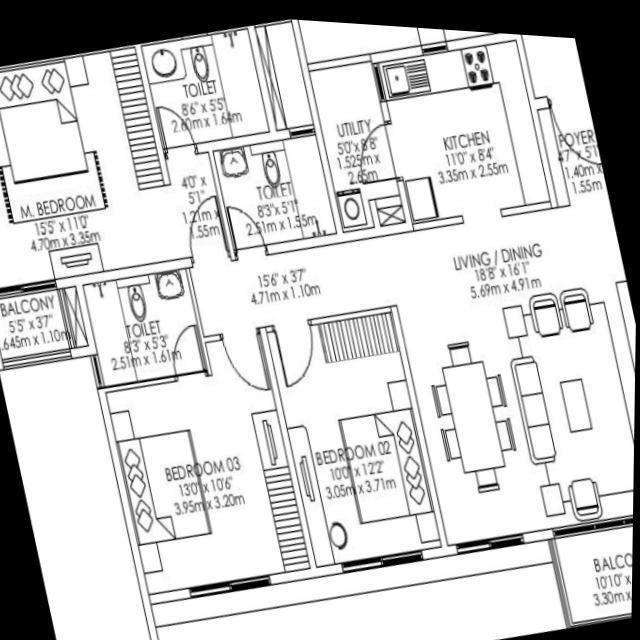 TOILET
8'6" x 5'5"
2.60m x 1.64m
UTILITY
5'0"x 8'8"
1.525m x
2.65m
KITCHEN
11'0" x 8'4"
3.35m x 2.55m
FOYER
4'7" x 5'1"
1.40m x
1.55m
M. BEDROOM
15'5" x 11'0"
4.70m x 3.35m
4'0" x
5'1"
1.21m x
1.55m
TOILET
8'3" x 5'1"
2.51m x 1.55m
15'6" x 3'7"
4.71m x 1.10m
LIVING / DINING
18'8" x 16'1"
5.69m x 4.91m
BALCONY
5'5" x 3'7"
.645m x 1.10m
TOILET
8'3" x 5'3"
2.51m x 1.61m
BEDROOM 03
13'0" x 10'6"
3.95m x 3.20m
BEDROOM 02
10'0" x 12'2"
3.05m x 3.71m
BALCO
10'10" x
3.30m x